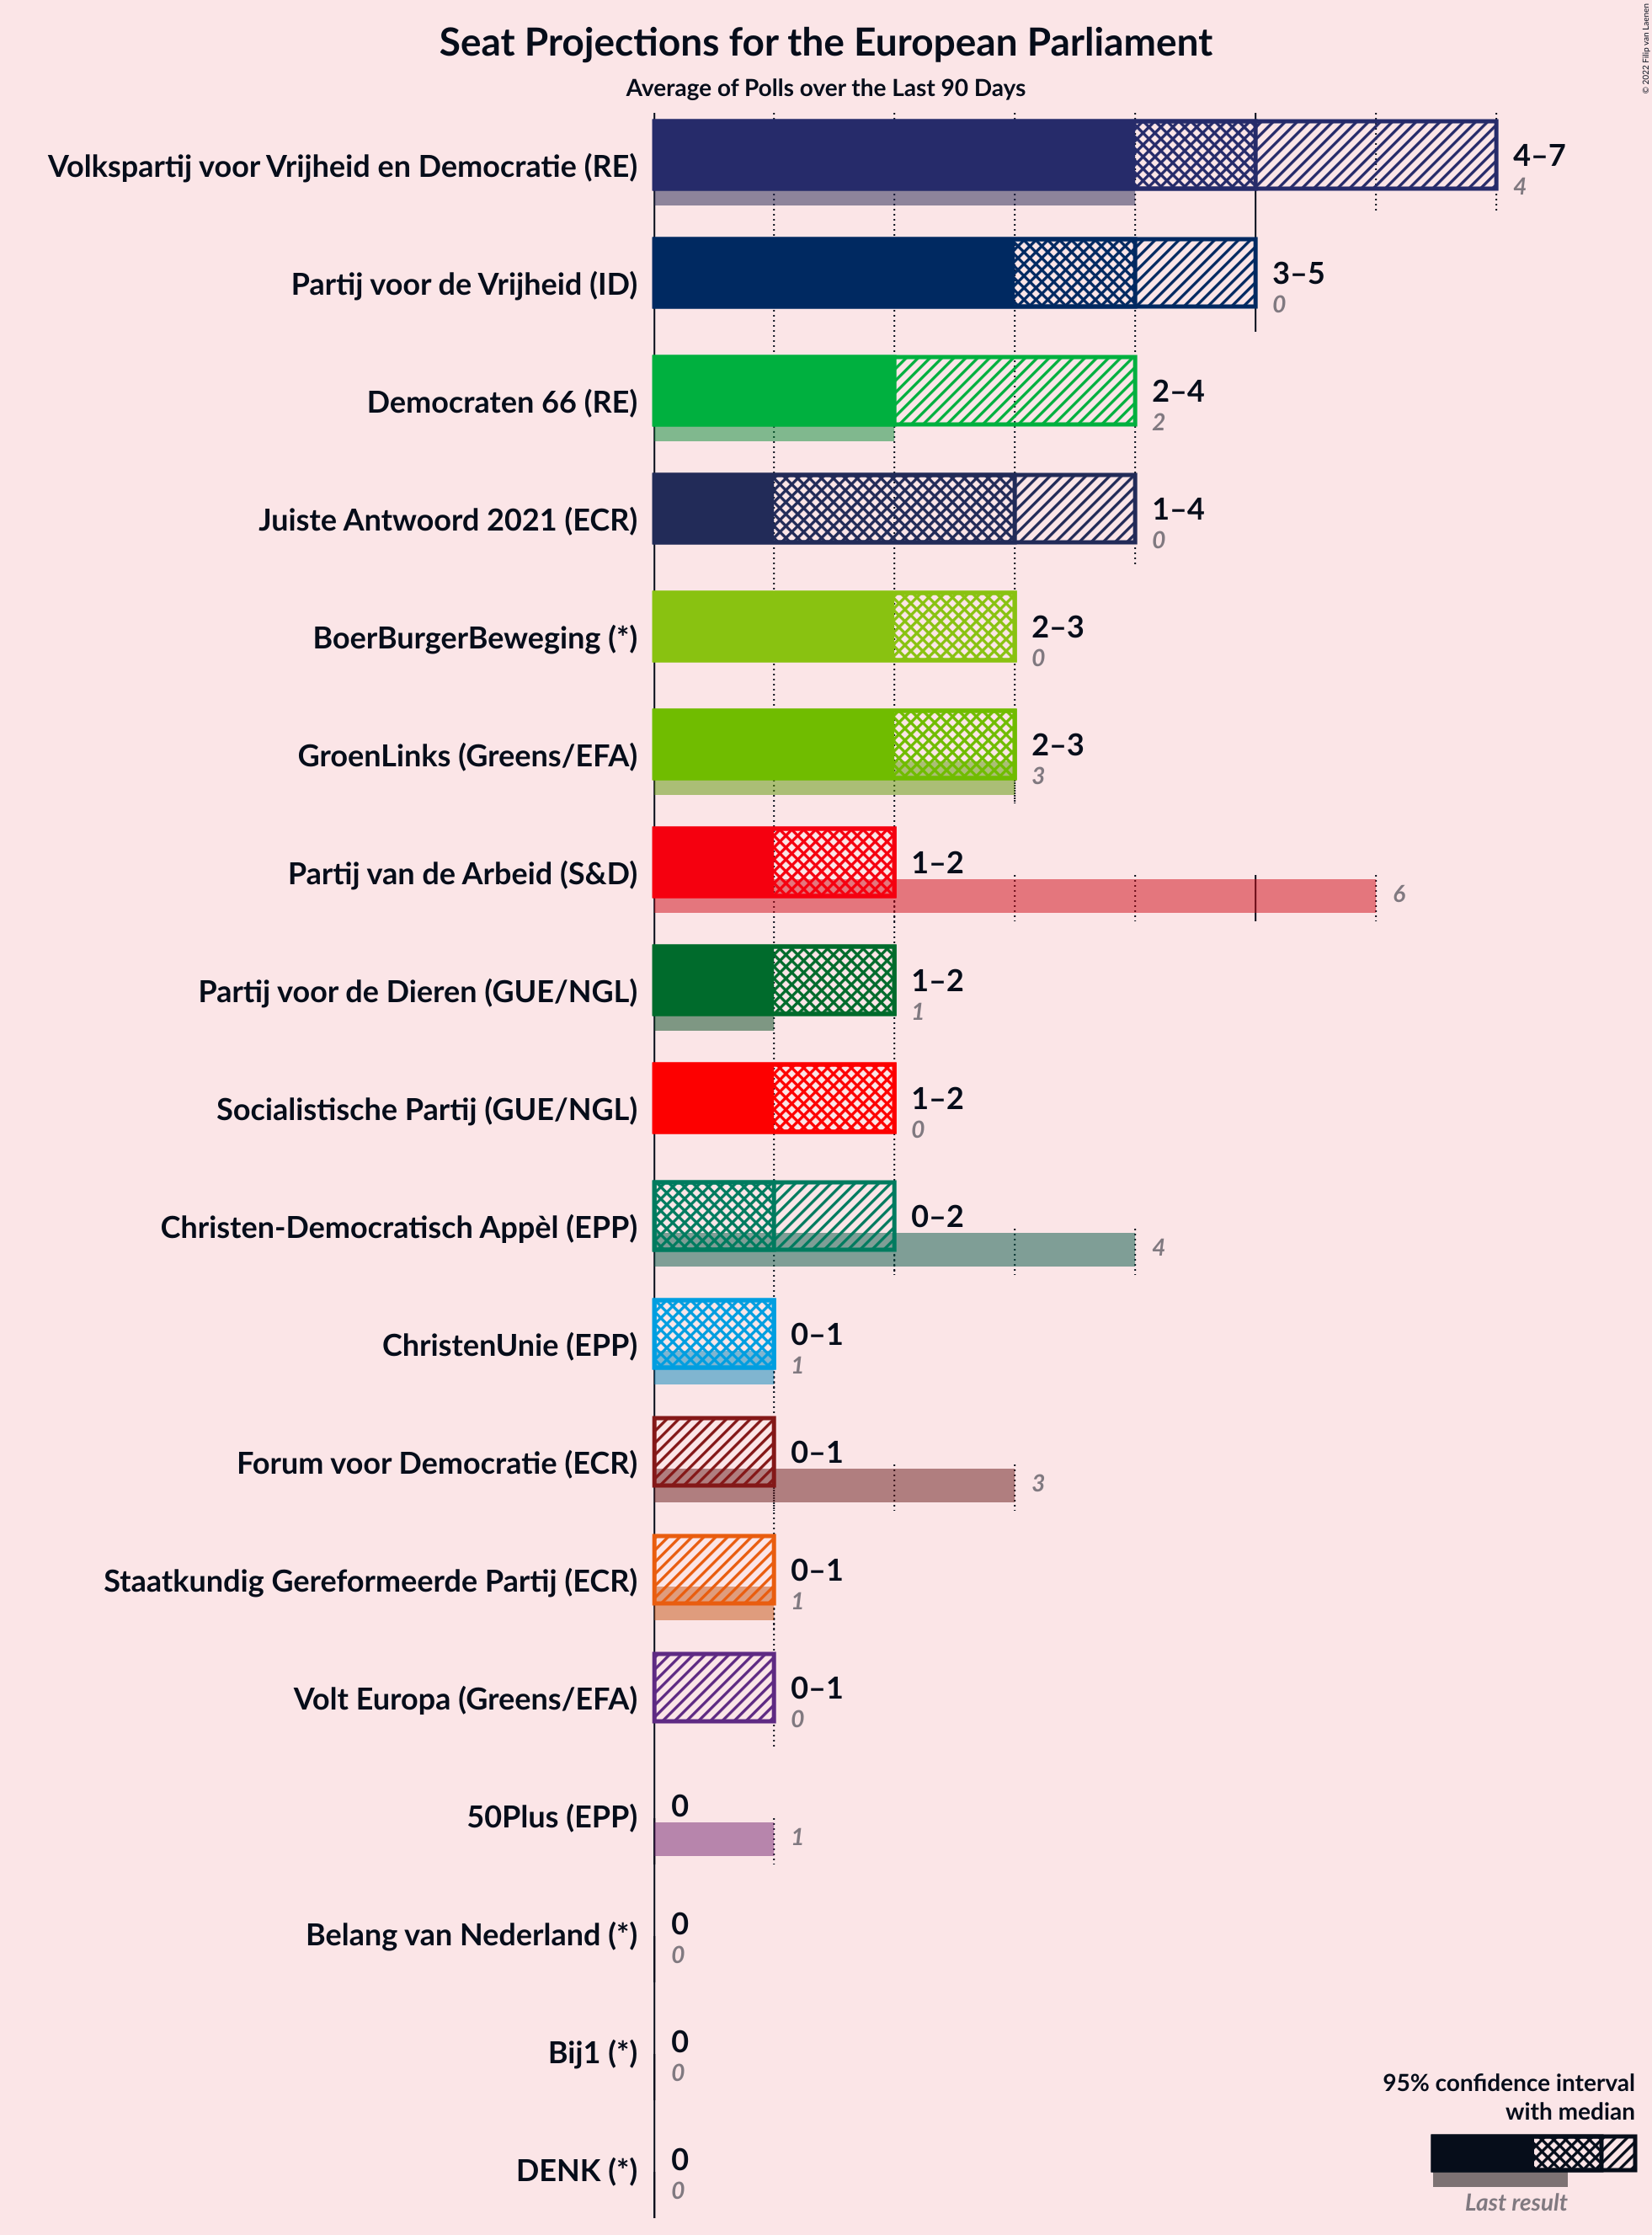 Seat Projections for the European Parliament
Average of Polls over the Last 90 Days
© 2022 Filip van Laenen
Volkspartij voor Vrijheid en Democratie (RE)
4–7
4
Partij voor de Vrijheid (ID)
3–5
0
Democraten 66 (RE)
2–4
2
Juiste Antwoord 2021 (ECR)
1–4
0
BoerBurgerBeweging (*)
2–3
0
GroenLinks (Greens/EFA)
2–3
3
Partij van de Arbeid (S&D)
1–2
6
Partij voor de Dieren (GUE/NGL)
1–2
1
Socialistische Partij (GUE/NGL)
1–2
0
Christen-Democratisch Appèl (EPP)
0–2
4
ChristenUnie (EPP)
0–1
1
Forum voor Democratie (ECR)
0–1
3
Staatkundig Gereformeerde Partij (ECR)
0–1
1
Volt Europa (Greens/EFA)
0–1
0
50Plus (EPP)
0
1
Belang van Nederland (*)
0
0
Bij1 (*)
0
0
DENK (*)
0
0
95% confidence interval
with median
Last result